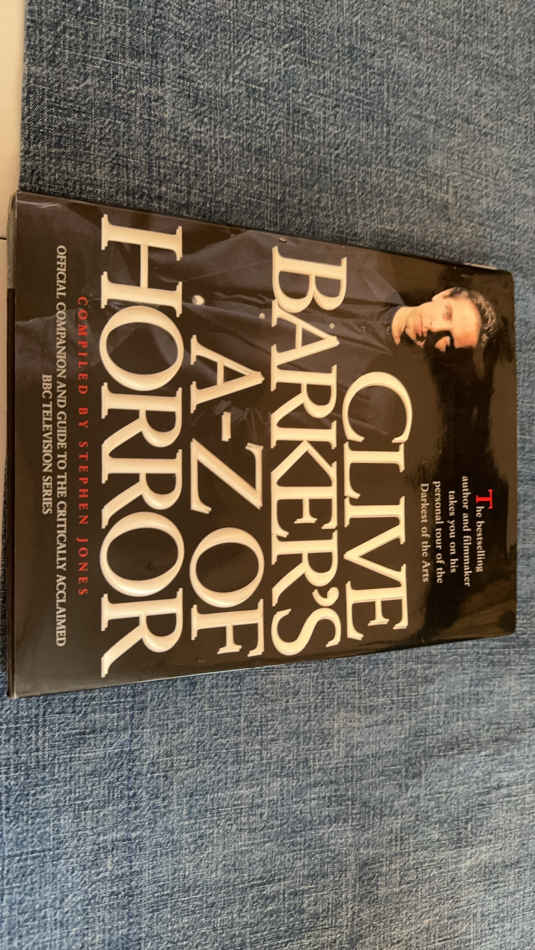 The bestselling
author and filmmaker
takes you on his
personal tour of the
Darkest of the Arts
CLIVE
BARKER'S
A-Z OF
HORROR
COMPILED BY STEPHEN JONES
OFFICIAL COMPANION AND GUIDE TO THE CRITICALLY ACCLAIMED
BBC TELEVISION SERIES